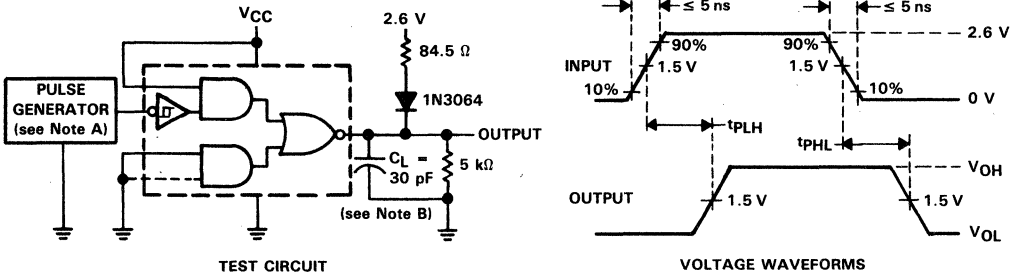 VCC
2.6 V
84.5 Ω
1N3064
PULSE
GENERATOR
(see Note A)
OUTPUT
CL =
30 pF
5 kΩ
(see Note B)
TEST CIRCUIT
≤ 5 ns
≤ 5 ns
2.6 V
90%
90%
INPUT
1.5 V
1.5 V
10%
10%
0 V
tPLH
tPHL
VOH
OUTPUT
1.5 V
1.5 V
VOL
VOLTAGE WAVEFORMS